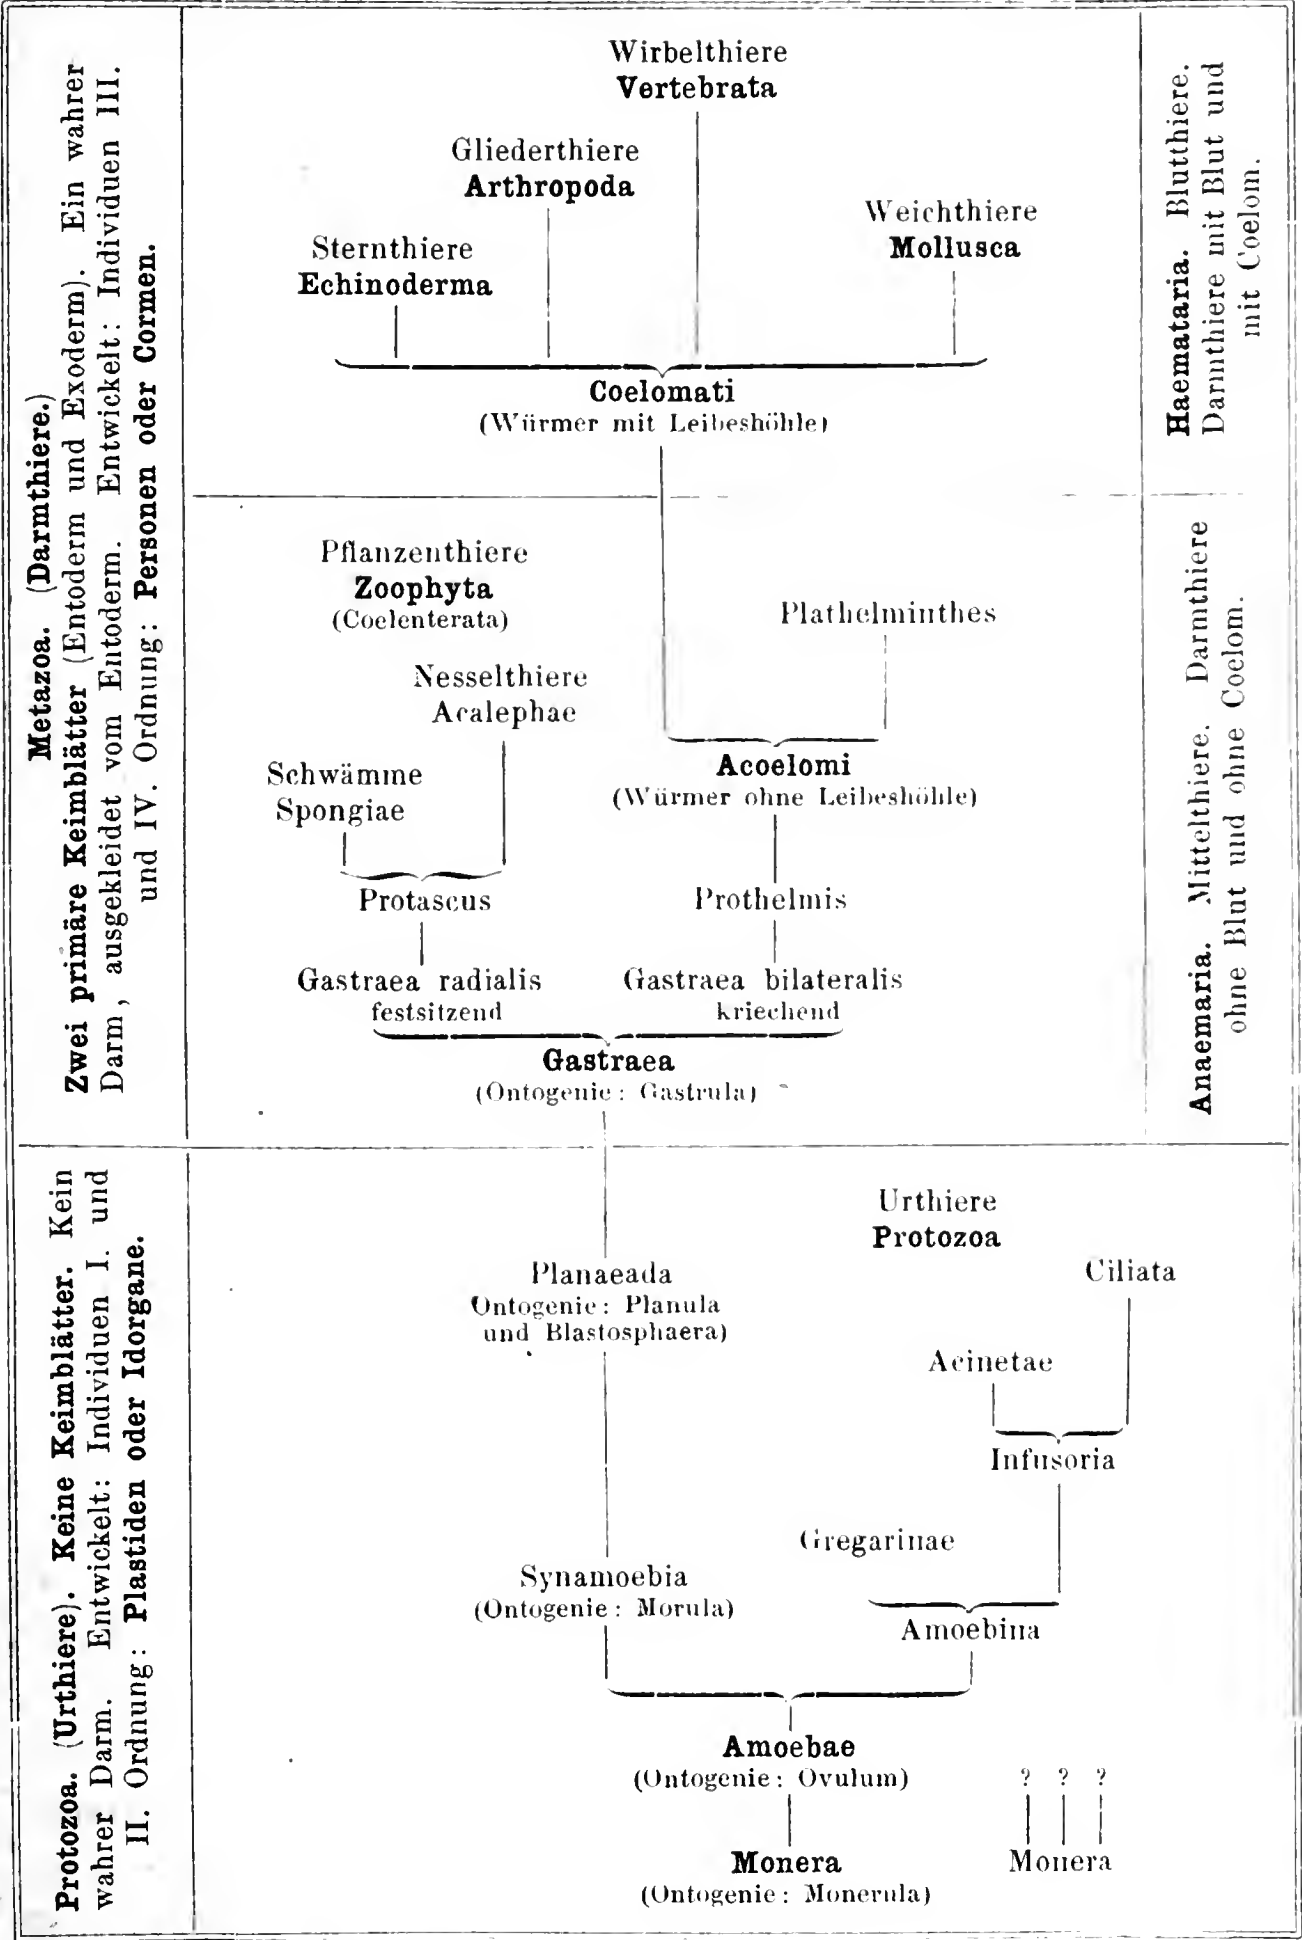 Metazoa. (Darmthiere.)
Zwei primäre Keimblätter (Entoderm und Exoderm). Ein wahrer
Darm, ausgekleidet vom Entoderm. Entwickelt: Individuen III.
und IV. Ordnung: Personen oder Cormen.
Wirbelthiere
Vertebrata
Gliederthiere
Arthropoda
Weichthiere
Mollusca
Sternthiere
Echinoderma
Coelomati
(Würmer mit Leibeshöhle)
Haemataria. Blutthiere.
Darmthiere mit Blut und
mit Coelom.
Pflanzenthiere
Zoophyta
(Coelenterata)
Plathelminthes
Nesselthiere
Acalephae
Schwämme
Spongiae
Acoelomi
(Würmer ohne Leibeshöhle)
Protascus
Prothelmis
Gastraea radialis
festsitzend
Gastraea bilateralis
kriechend
Gastraea
(Ontogenie: Gastrula)
Anaemaria. Mittelthiere. Darmthiere
ohne Blut und ohne Coelom.
Protozoa. (Urthiere). Keine Keimblätter. Kein
wahrer Darm. Entwickelt: Individuen I. und
II. Ordnung: Plastiden oder Idorgane.
Urthiere
Protozoa
Planaeada
Ontogenie: Planula
und Blastosphaera)
Ciliata
Acinetae
Infusoria
Gregarinae
Synamoebia
(Ontogenie: Morula)
Amoebina
Amoebae
(Ontogenie: Ovulum)
? ? ?
Monera
(Ontogenie: Monerula)
Monera